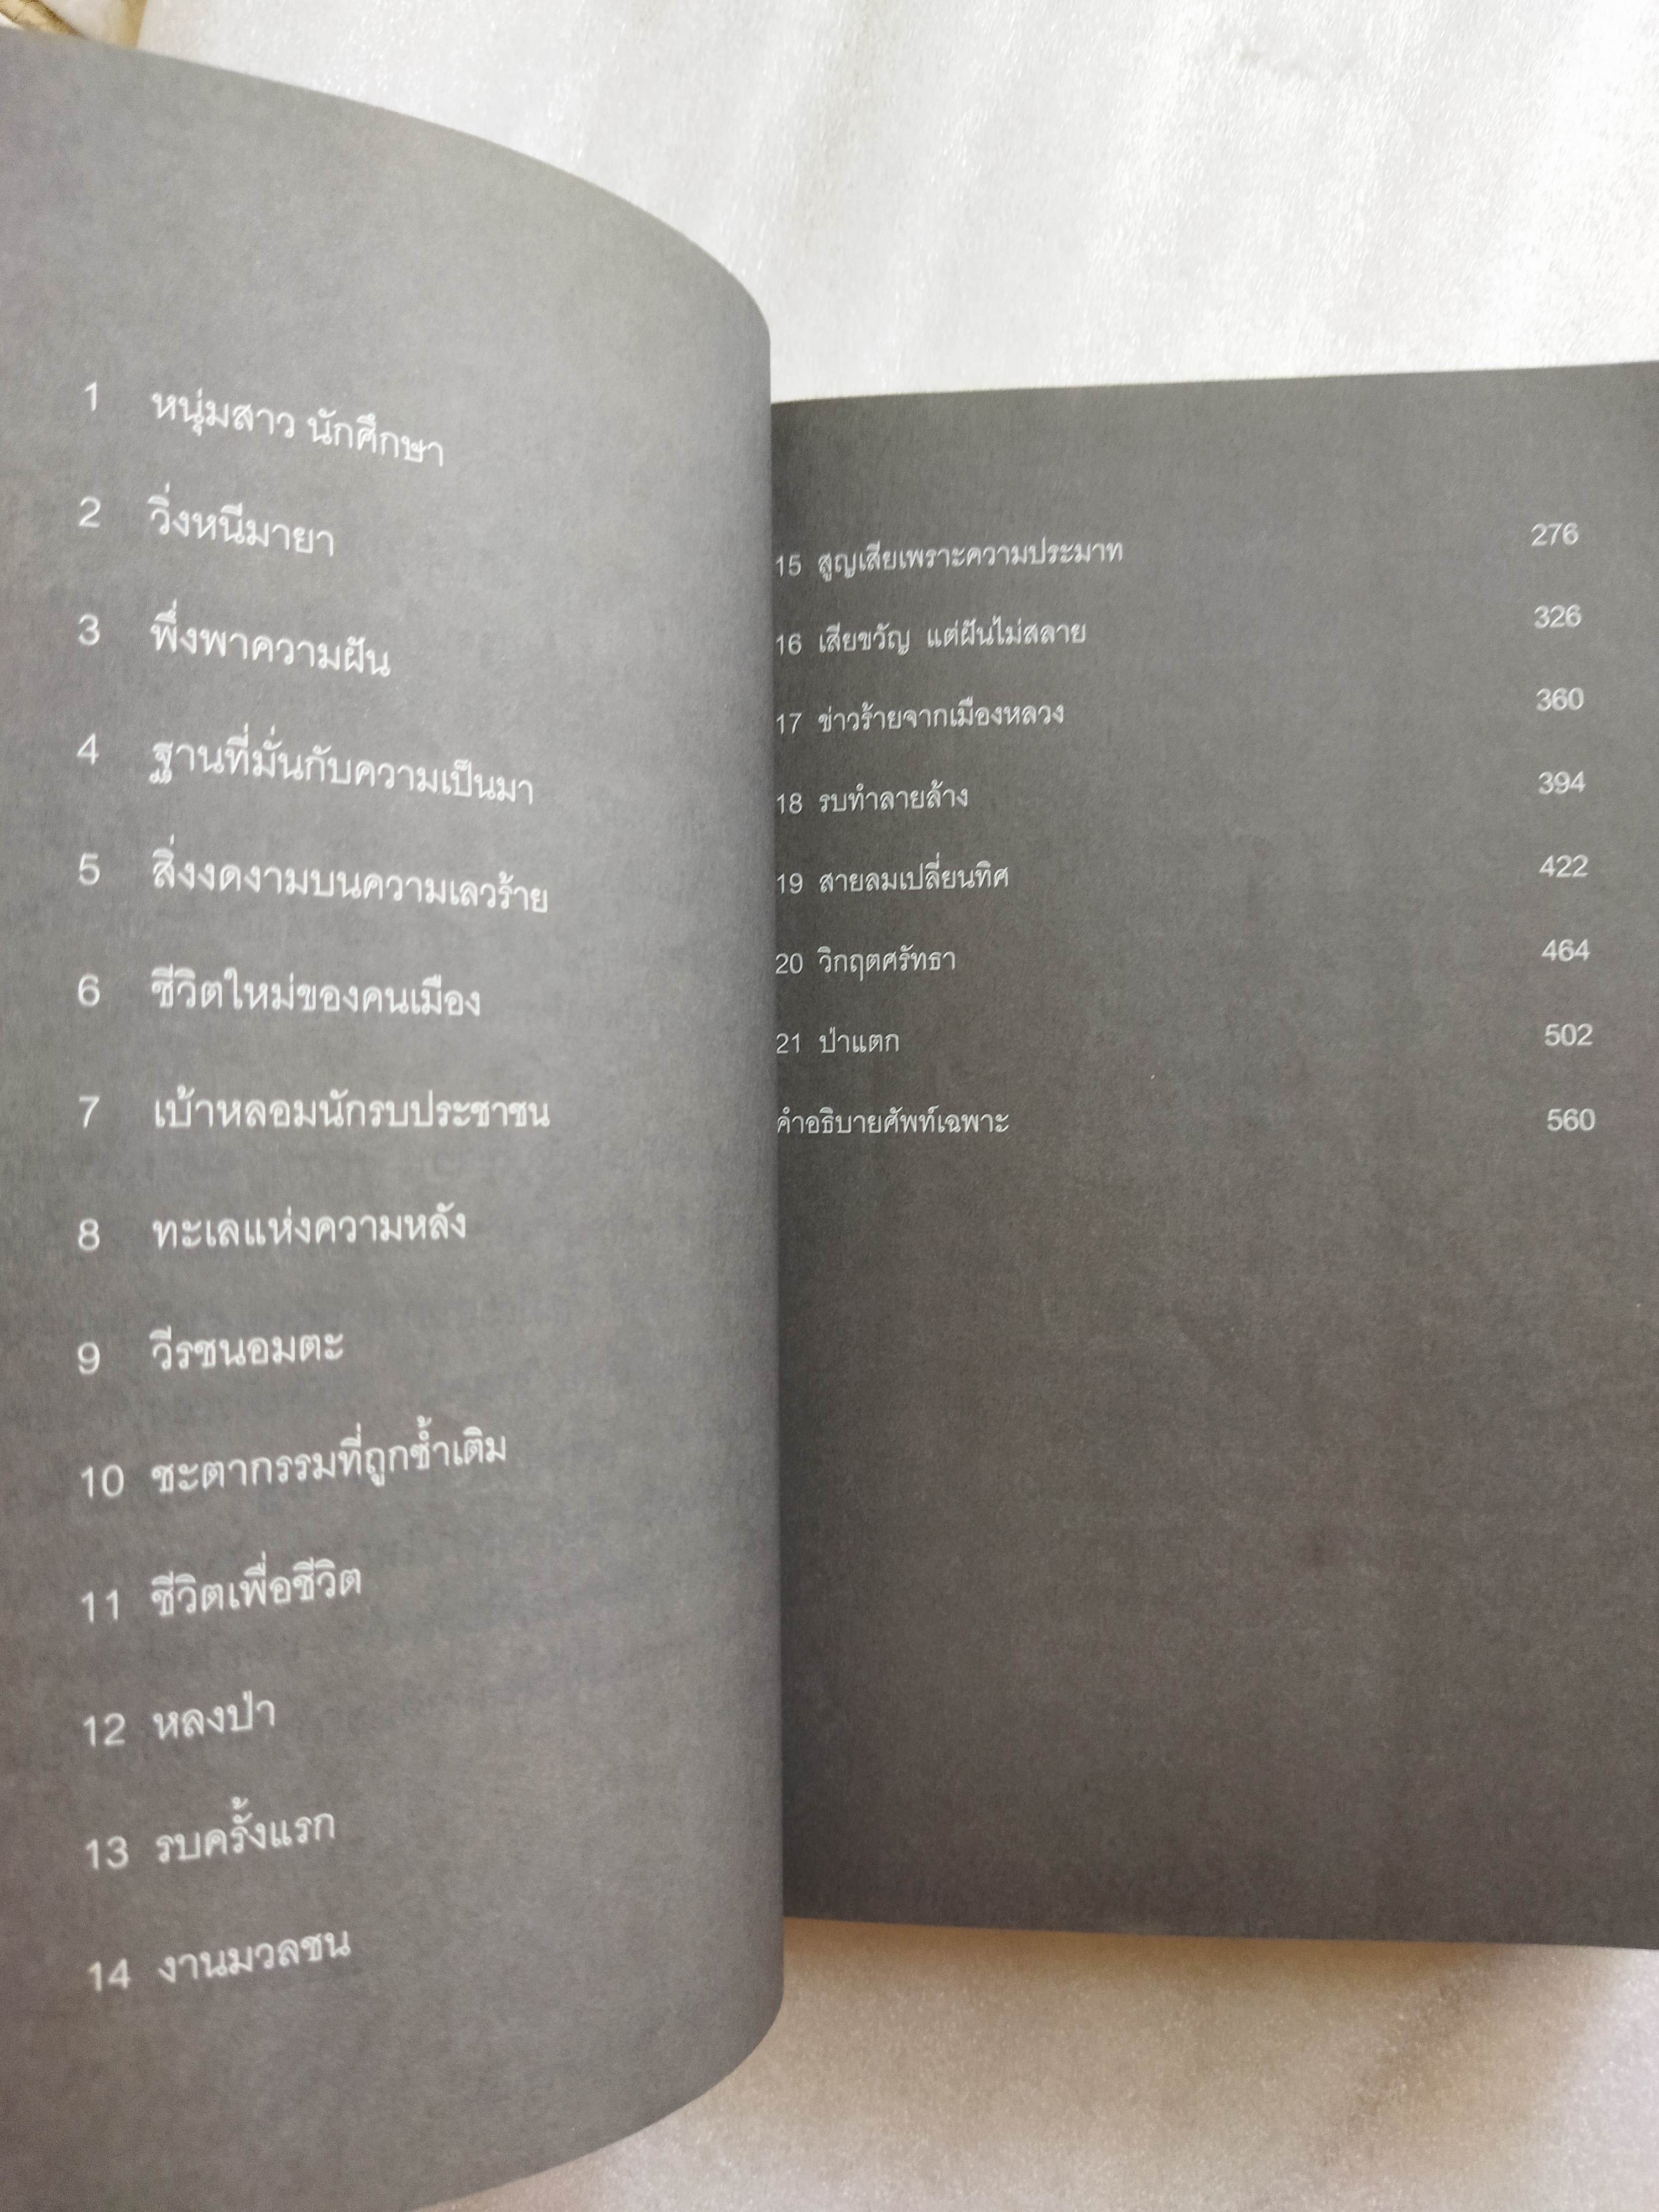 1 หนุ่มสาว นักศึกษา
2 วิ่งหนีมายา
3 พึ่งพาความฝัน
4 ฐานที่มั่นกับความเป็นมา
5 สิ่งงดงามบนความเลวร้าย
6 ชีวิตใหม่ของคนเมือง
7 เบ้าหลอมนักรบประชาชน
8 ทะเลแห่งความหลัง
9 วีรชนอมตะ
10 ชะตากรรมที่ถูกซ้ำเติม
11 ชีวิตเพื่อชีวิต
12 หลงป่า
13 รบครั้งแรก
14 งานมวลชน
15 สูญเสียเพราะความประมาท 276
16 เสียขวัญ แต่ฝันไม่สลาย 326
17 ข่าวร้ายจากเมืองหลวง 360
18 รบทำลายล้าง 394
19 สายลมเปลี่ยนทิศ 422
20 วิกฤตศรัทธา 464
21 ป่าแตก 502
คำอธิบายศัพท์เฉพาะ 560